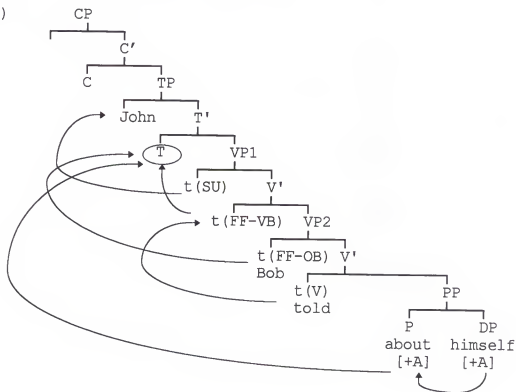 )
CP
C'
C TP
John T'
T VP1
t(SU) V'
t(FF-VB) VP2
t(FF-OB) V'
Bob
t(V) PP
told
P DP
about himself
[+A] [+A]